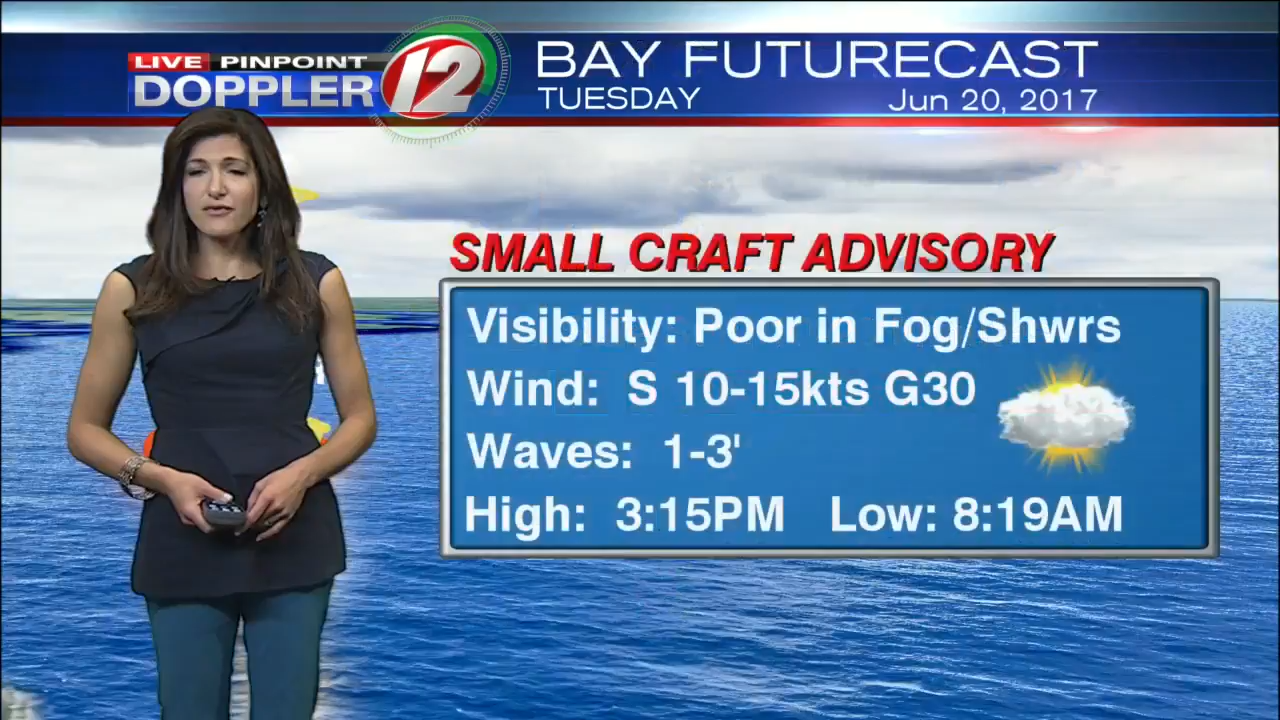 LIVE PINPOINT
DOPPLER 12
BAY FUTURECAST
TUESDAY Jun 20, 2017
SMALL CRAFT ADVISORY
Visibility: Poor in Fog/Shwrs
Wind: S 10-15kts G30
Waves: 1-3'
High: 3:15PM Low: 8:19AM